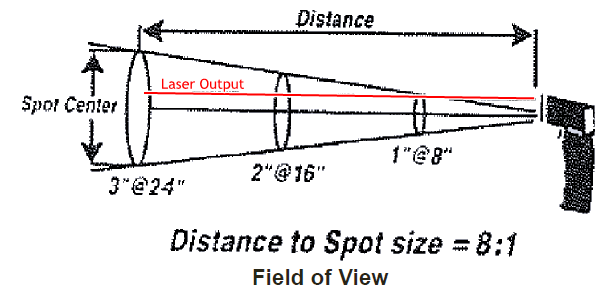 Distance
Laser Output
Spot Center
3"@24"
2"@16"
1"@8"
Distance to Spot size = 8:1
Field of View